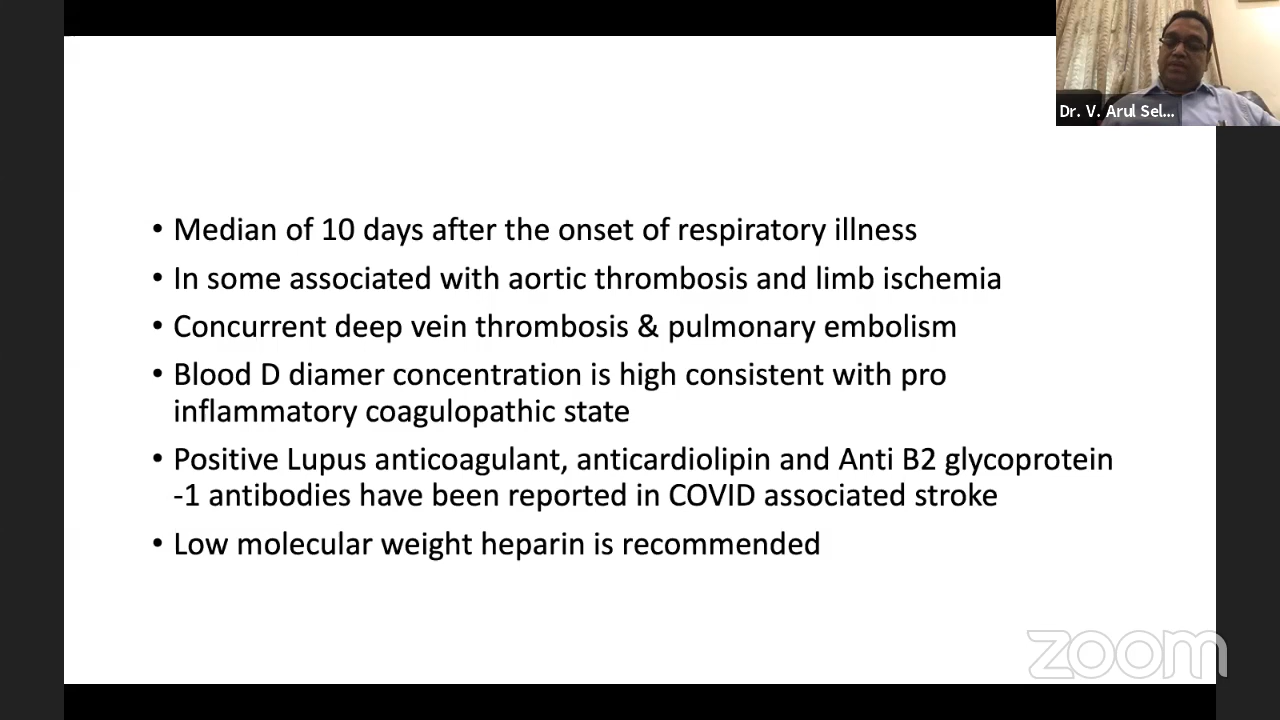 Dr. V. Arul Sel...
• Median of 10 days after the onset of respiratory illness
• In some associated with aortic thrombosis and limb ischemia
• Concurrent deep vein thrombosis & pulmonary embolism
• Blood D diamer concentration is high consistent with pro
inflammatory coagulopathic state
• Positive Lupus anticoagulant, anticardiolipin and Anti B2 glycoprotein
-1 antibodies have been reported in COVID associated stroke
• Low molecular weight heparin is recommended
zoom